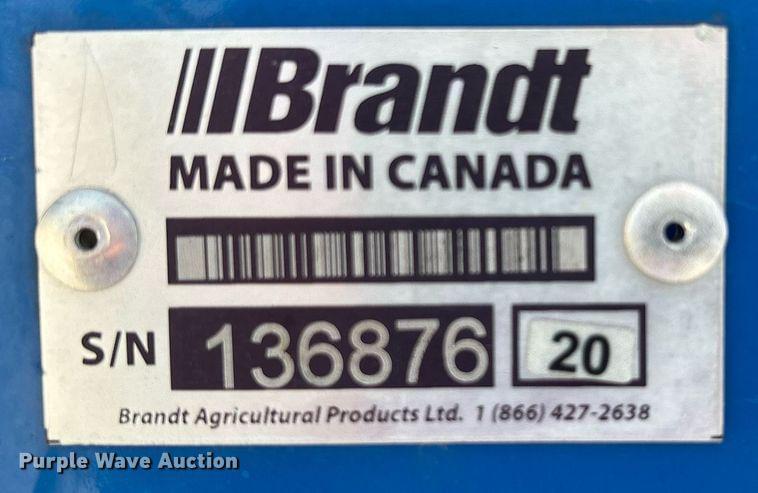 Brandt
MADE IN CANADA
S/N 136876 20
Brandt Agricultural Products Ltd. 1 (866) 427-2638
Purple Wave Auction